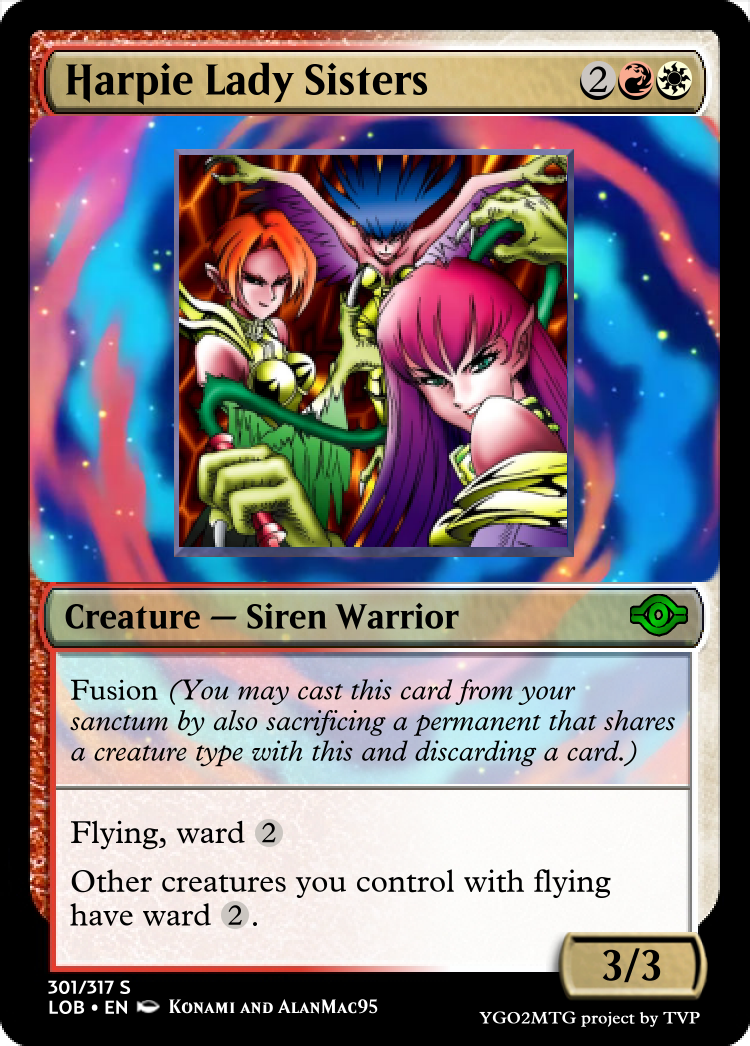 Harpie Lady Sisters 2
Creature — Siren Warrior
Fusion (You may cast this card from your
sanctum by also sacrificing a permanent that shares
a creature type with this and discarding a card.)
Flying, ward 2
Other creatures you control with flying
have ward 2.
3/3
301/317 S
LOB • EN Konami and AlanMac95
YGO2MTG project by TVP